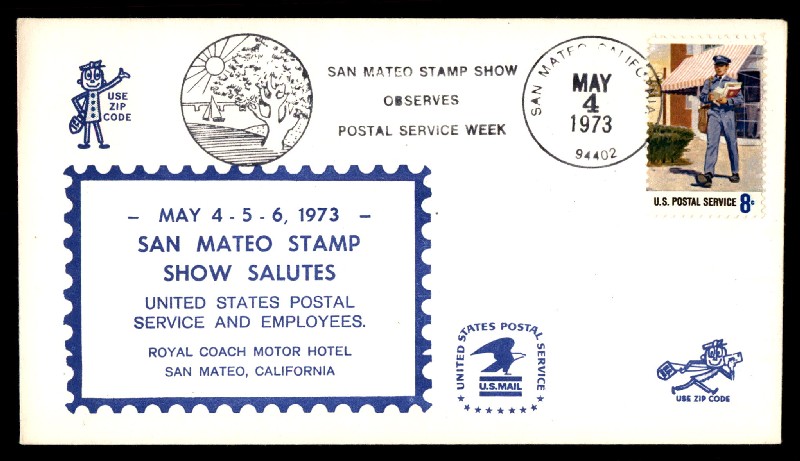 USE
ZIP
CODE
SAN MATEO STAMP SHOW
OBSERVES
POSTAL SERVICE WEEK
SAN MATEO CALIFORNIA
MAY
4
1973
94402
U.S. POSTAL SERVICE 8c
- MAY 4 - 5 - 6, 1973 -
SAN MATEO STAMP
SHOW SALUTES
UNITED STATES POSTAL
SERVICE AND EMPLOYEES.
ROYAL COACH MOTOR HOTEL
SAN MATEO, CALIFORNIA
UNITED STATES POSTAL SERVICE
U.S.MAIL
USE ZIP CODE